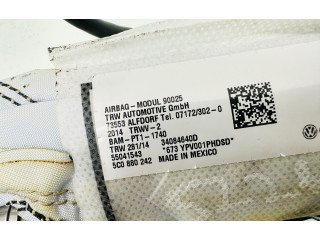 AIRBAG-MODUL 90025
TRW AUTOMOTIVE GmbH
73553 ALFDORF Tel. 07172/302-0
2014 TRWV-2
BAM-PT1-1740
TRW 281/14 34084640D
55041543 *673 YPV001PHDSD*
5C0 880 242 MADE IN MEXICO